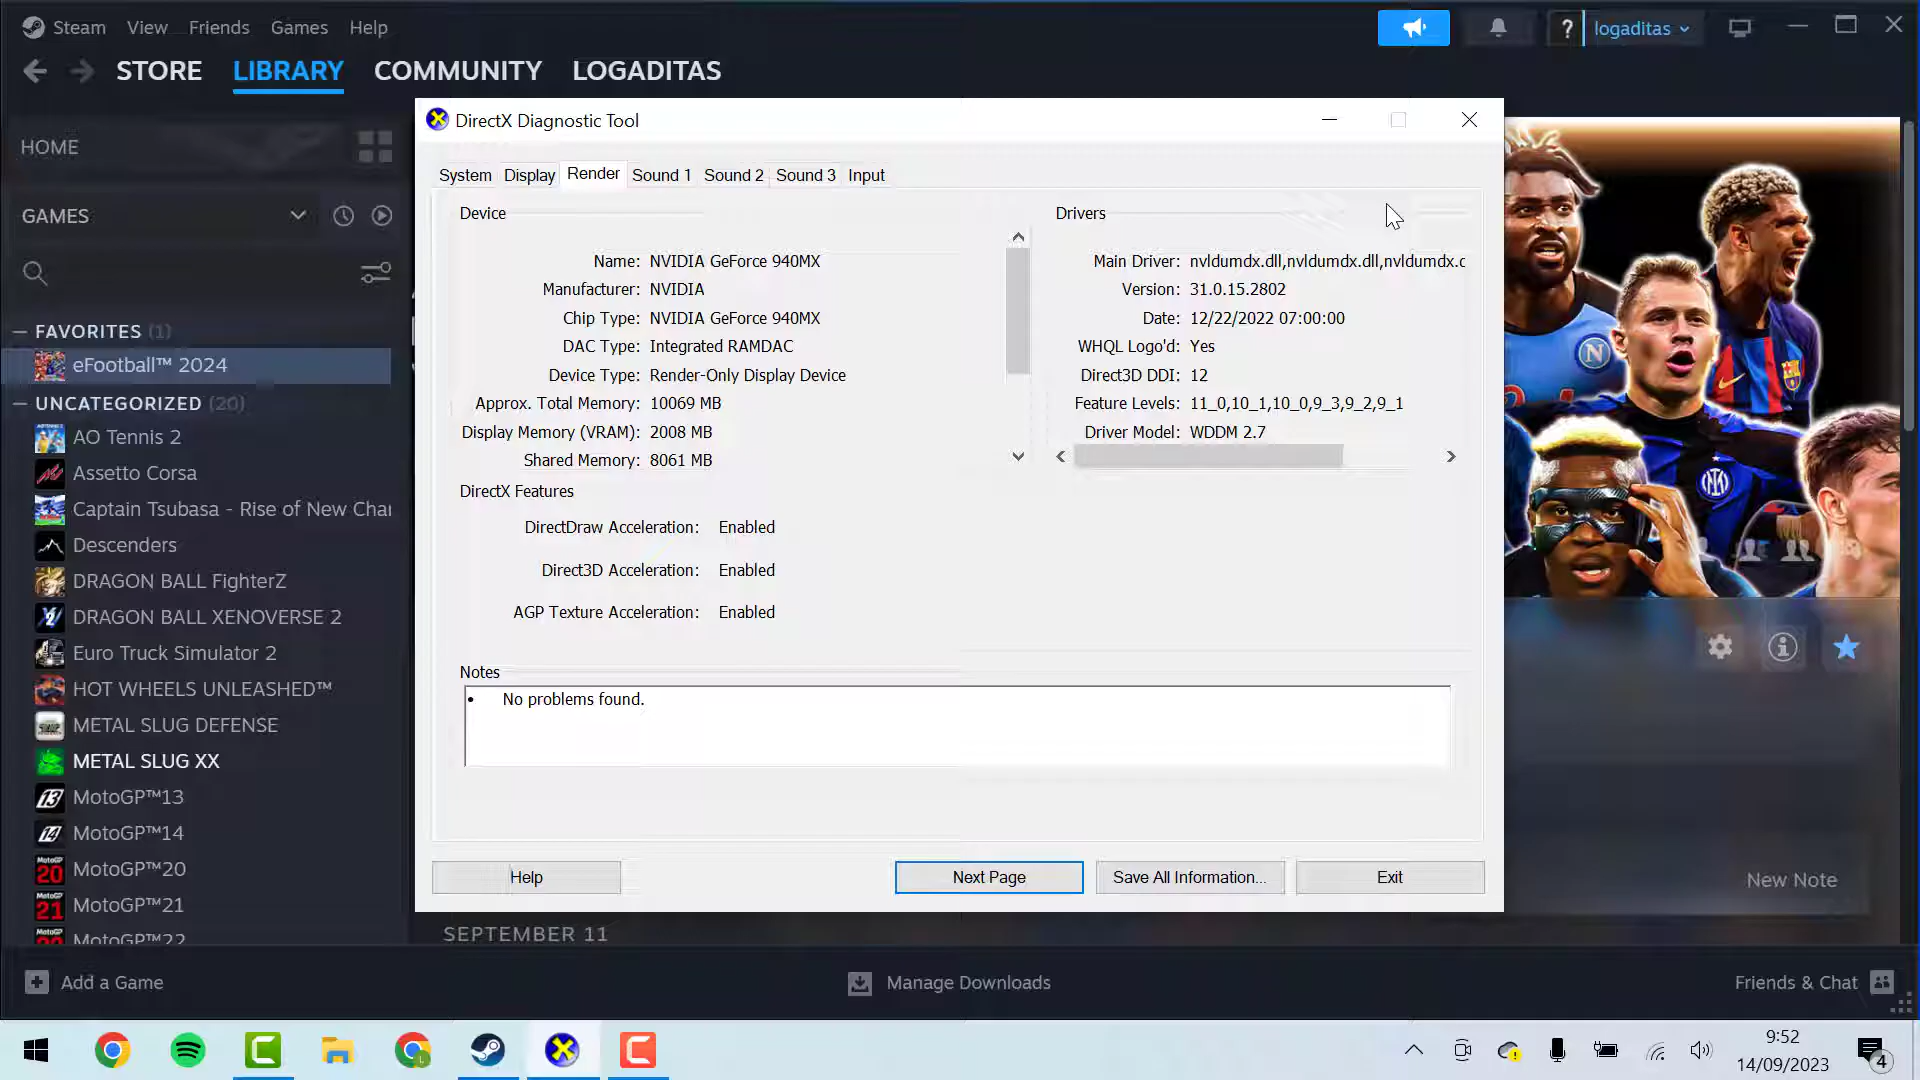 Steam View Friends Games Help
? logaditas
STORE LIBRARY COMMUNITY LOGADITAS
HOME
GAMES
FAVORITES (1)
eFootball™ 2024
UNCATEGORIZED (20)
AO Tennis 2
Assetto Corsa
Captain Tsubasa - Rise of New Char
Descenders
DRAGON BALL FighterZ
DRAGON BALL XENOVERSE 2
Euro Truck Simulator 2
HOT WHEELS UNLEASHED™
METAL SLUG DEFENSE
METAL SLUG XX
MotoGP™13
MotoGP™14
MotoGP™20
MotoGP™21
MotoGP™22
DirectX Diagnostic Tool
System Display Render Sound 1 Sound 2 Sound 3 Input
Device
Name: NVIDIA GeForce 940MX
Manufacturer: NVIDIA
Chip Type: NVIDIA GeForce 940MX
DAC Type: Integrated RAMDAC
Device Type: Render-Only Display Device
Approx. Total Memory: 10069 MB
Display Memory (VRAM): 2008 MB
Shared Memory: 8061 MB
Drivers
Main Driver: nvldumdx.dll,nvldumdx.dll,nvldumdx.c
Version: 31.0.15.2802
Date: 12/22/2022 07:00:00
WHQL Logo'd: Yes
Direct3D DDI: 12
Feature Levels: 11_0,10_1,10_0,9_3,9_2,9_1
Driver Model: WDDM 2.7
DirectX Features
DirectDraw Acceleration: Enabled
Direct3D Acceleration: Enabled
AGP Texture Acceleration: Enabled
Notes
• No problems found.
Help Next Page Save All Information... Exit
New Note
SEPTEMBER 11
Add a Game Manage Downloads Friends & Chat
9:52
14/09/2023
4